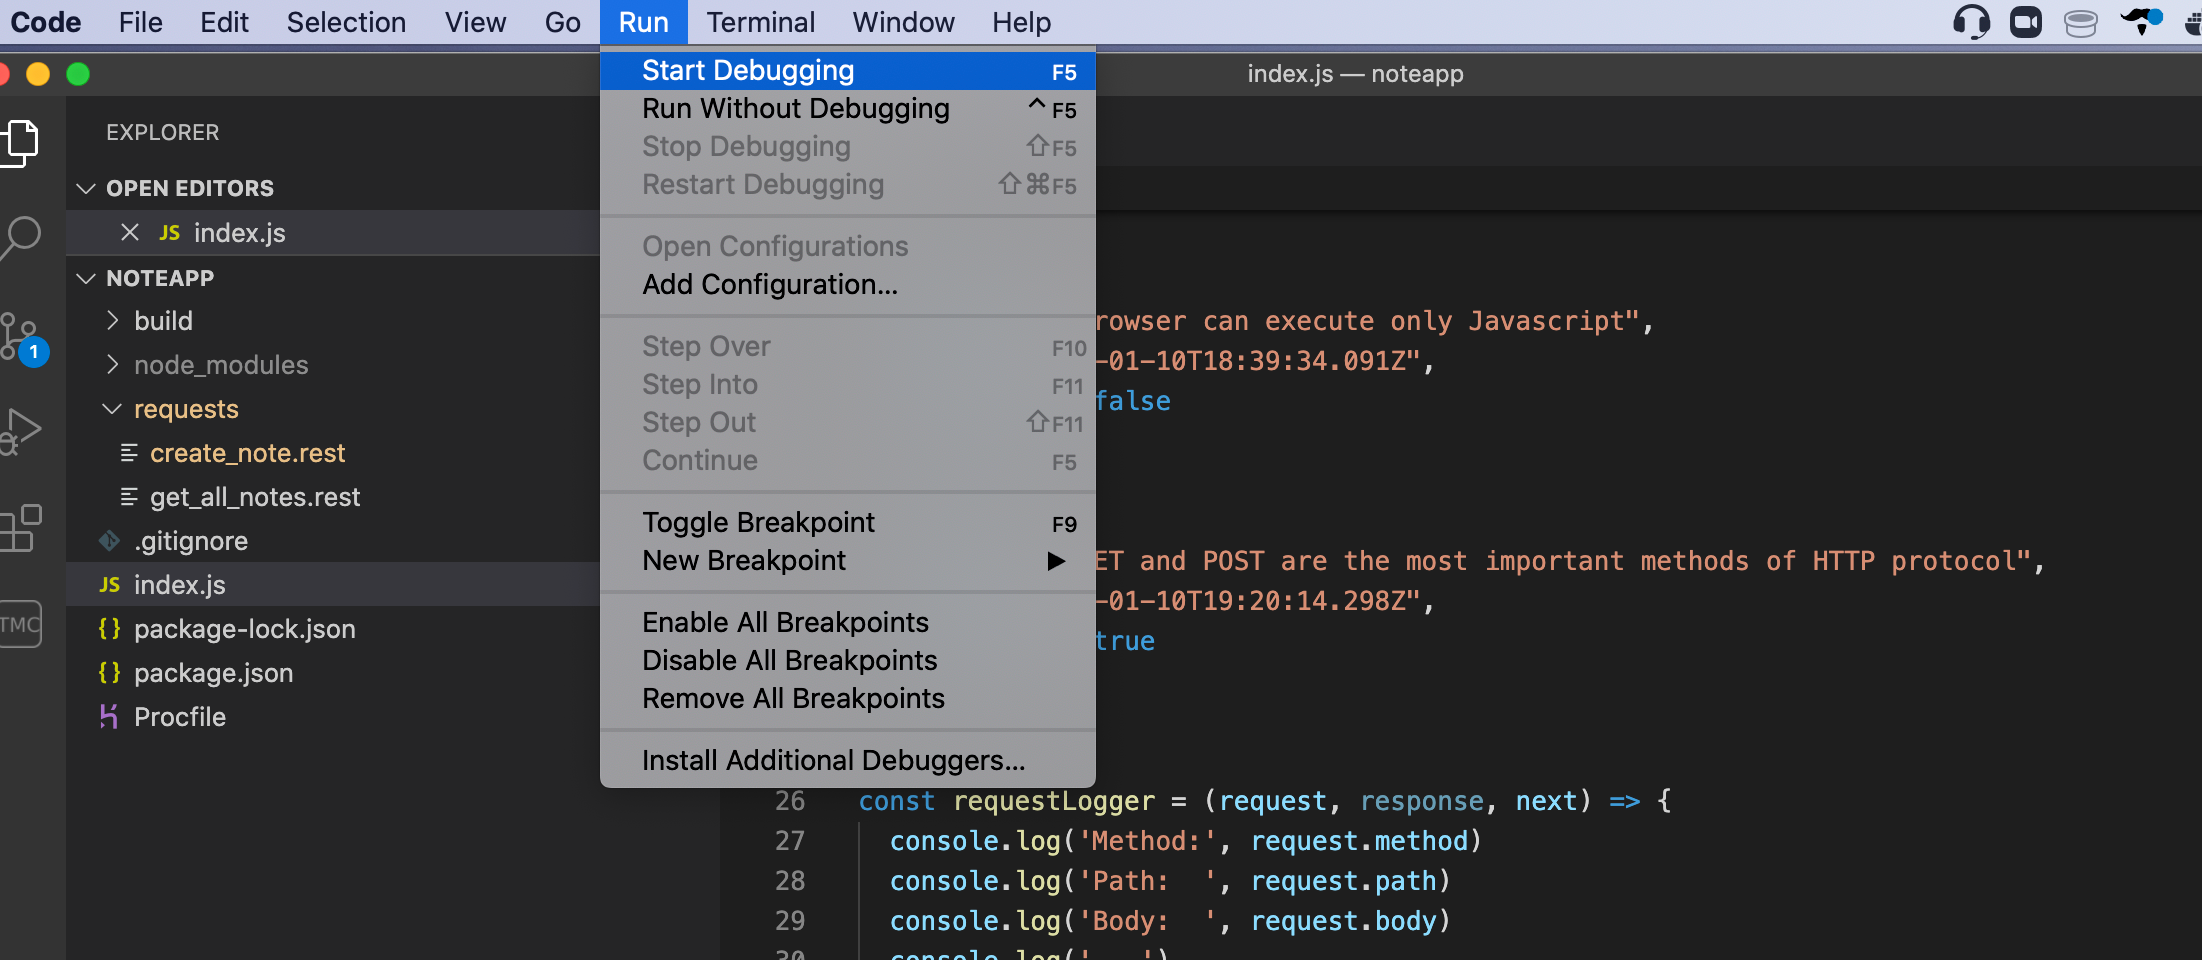 Code File Edit Selection View Go Run Terminal Window Help
index.js — noteapp
EXPLORER
OPEN EDITORS
JS index.js
NOTEAPP
build
node_modules
requests
create_note.rest
get_all_notes.rest
.gitignore
JS index.js
{} package-lock.json
{} package.json
Procfile
1
TMC
Start Debugging F5
Run Without Debugging ^ F5
Stop Debugging ⇧F5
Restart Debugging ⇧⌘F5
Open Configurations
Add Configuration...
Step Over F10
Step Into F11
Step Out ⇧F11
Continue F5
Toggle Breakpoint F9
New Breakpoint ▶
Enable All Breakpoints
Disable All Breakpoints
Remove All Breakpoints
Install Additional Debuggers...
rowser can execute only Javascript",
-01-10T18:39:34.091Z",
false
ET and POST are the most important methods of HTTP protocol",
-01-10T19:20:14.298Z",
true
26 const requestLogger = (request, response, next) => {
27 console.log('Method:', request.method)
28 console.log('Path:  ', request.path)
29 console.log('Body:  ', request.body)
30 console.log('---')